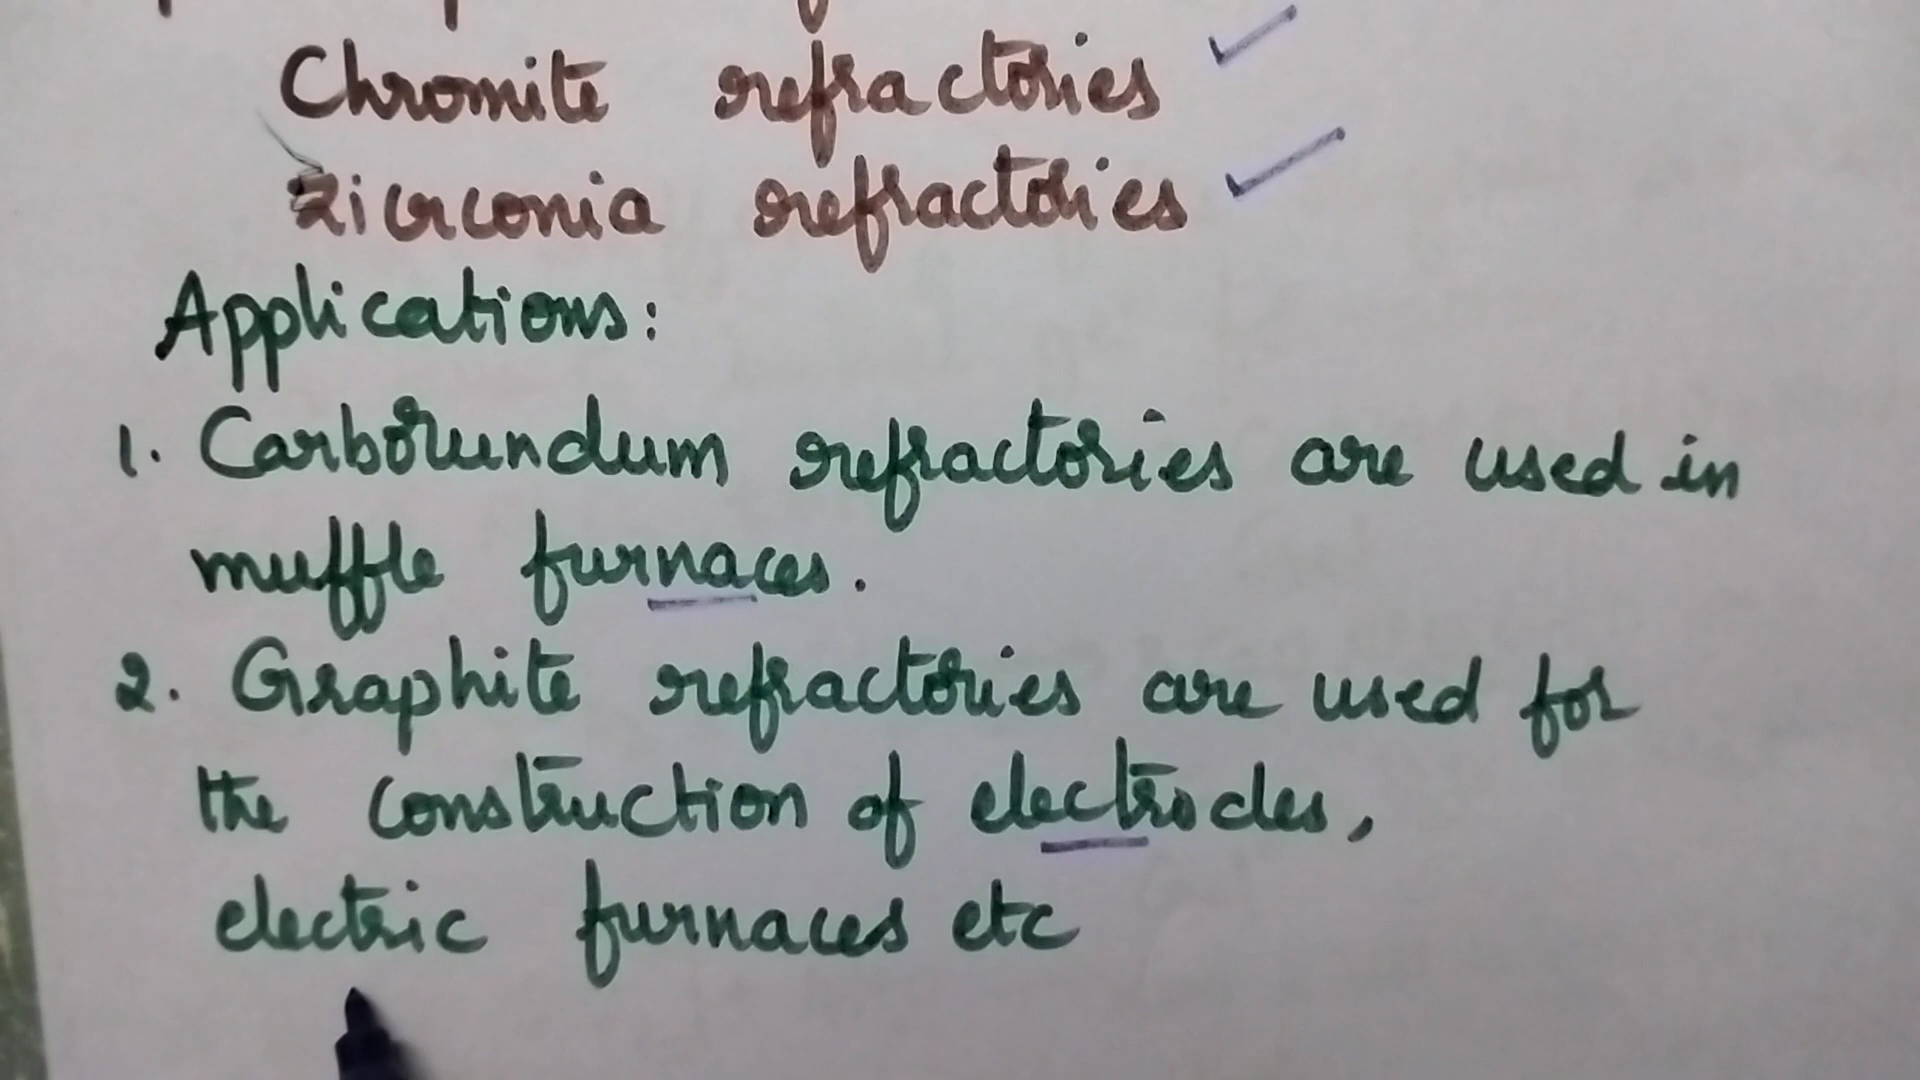 Chromite refractories
Zirconia refractories
Applications:
1. Carborundum refractories are used in
muffle furnaces.
2. Graphite refractories are used for
the construction of electrodes,
electric furnaces etc